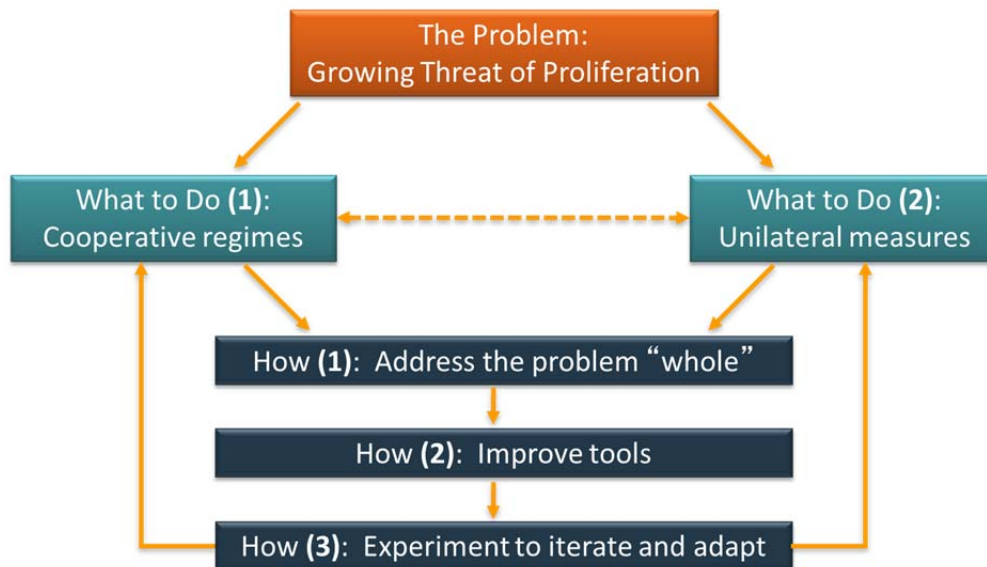 The Problem:
Growing Threat of Proliferation
What to Do (1):
Cooperative regimes
What to Do (2):
Unilateral measures
How (1):  Address the problem “whole”
How (2):  Improve tools
How (3):  Experiment to iterate and adapt